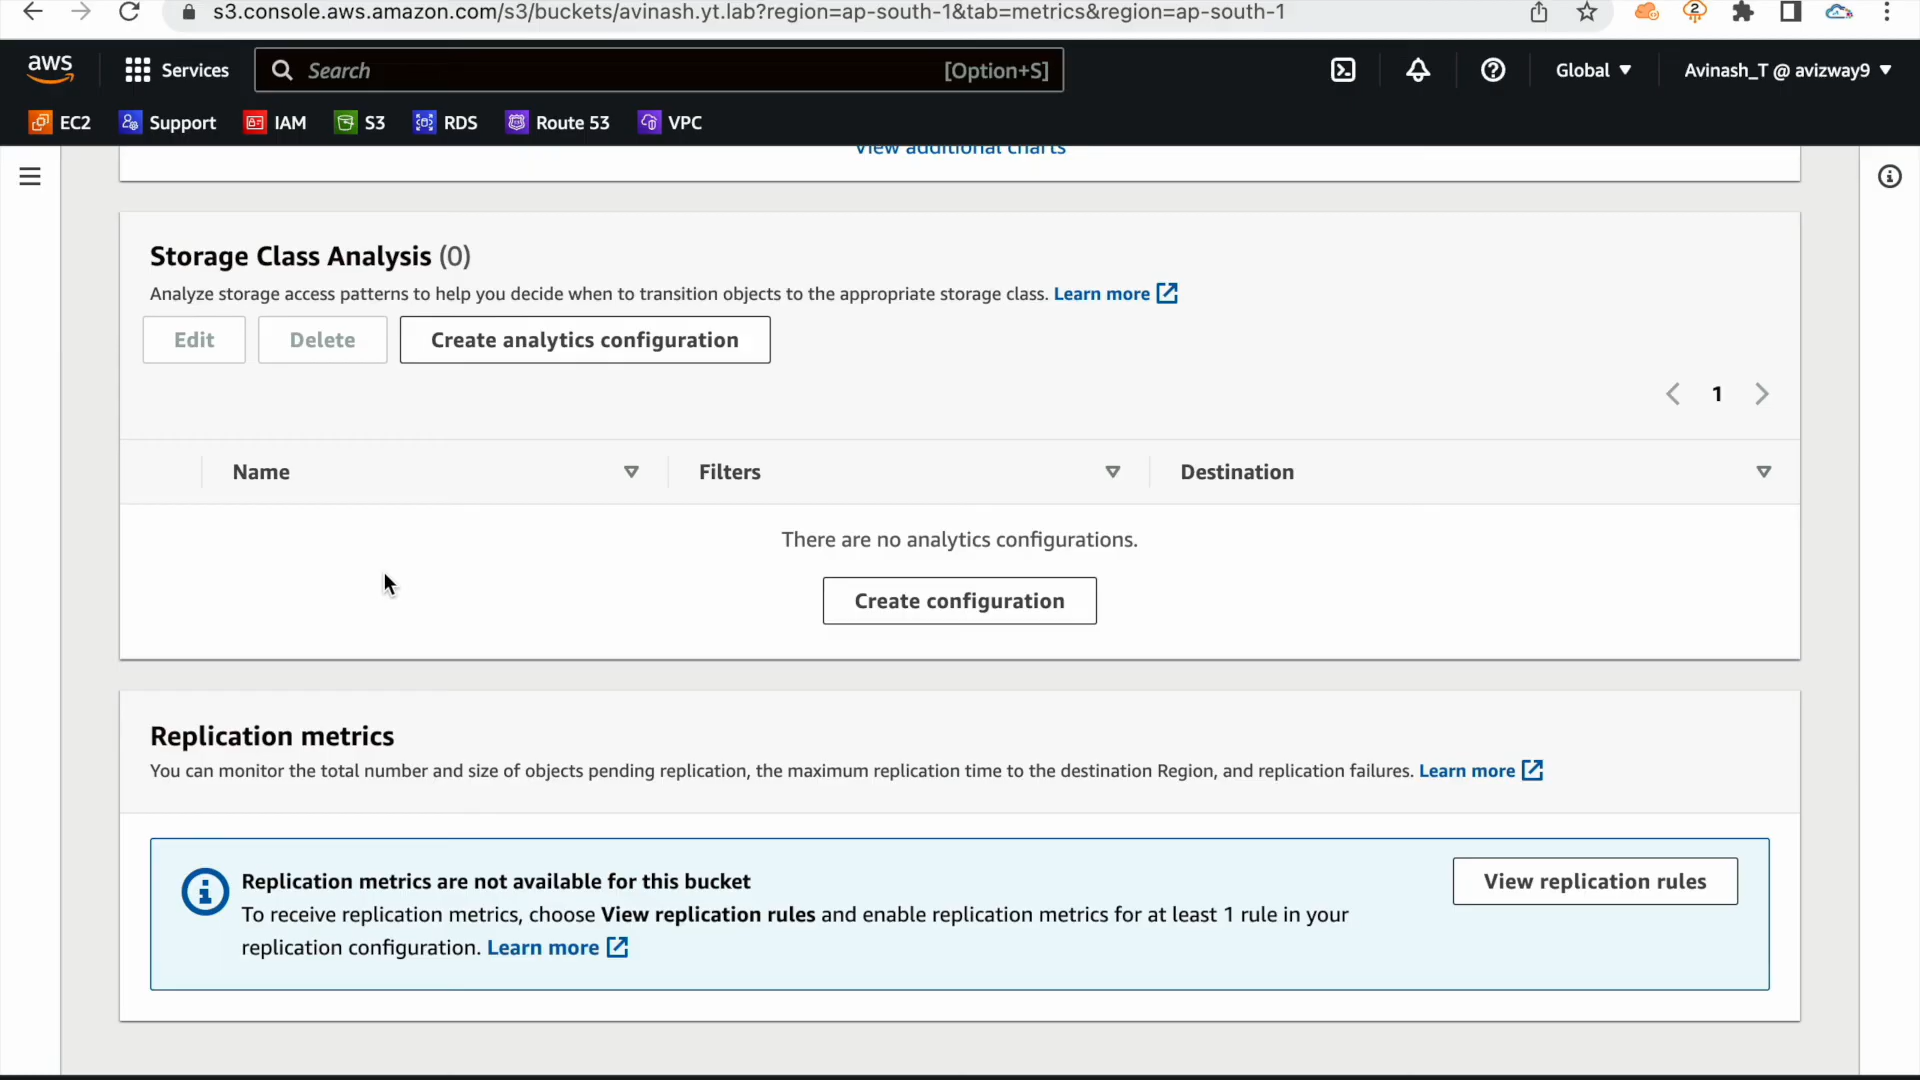 s3.console.aws.amazon.com/s3/buckets/avinash.yt.lab?region=ap-south-1&tab=metrics&region=ap-south-1
2
aws Services Search [Option+S] Global Avinash_T @ avizway9
EC2 Support IAM S3 RDS Route 53 VPC
View additional charts
Storage Class Analysis (0)
Analyze storage access patterns to help you decide when to transition objects to the appropriate storage class. Learn more
Edit Delete Create analytics configuration
1
Name Filters Destination
There are no analytics configurations.
Create configuration
Replication metrics
You can monitor the total number and size of objects pending replication, the maximum replication time to the destination Region, and replication failures. Learn more
Replication metrics are not available for this bucket
View replication rules
To receive replication metrics, choose View replication rules and enable replication metrics for at least 1 rule in your
replication configuration. Learn more